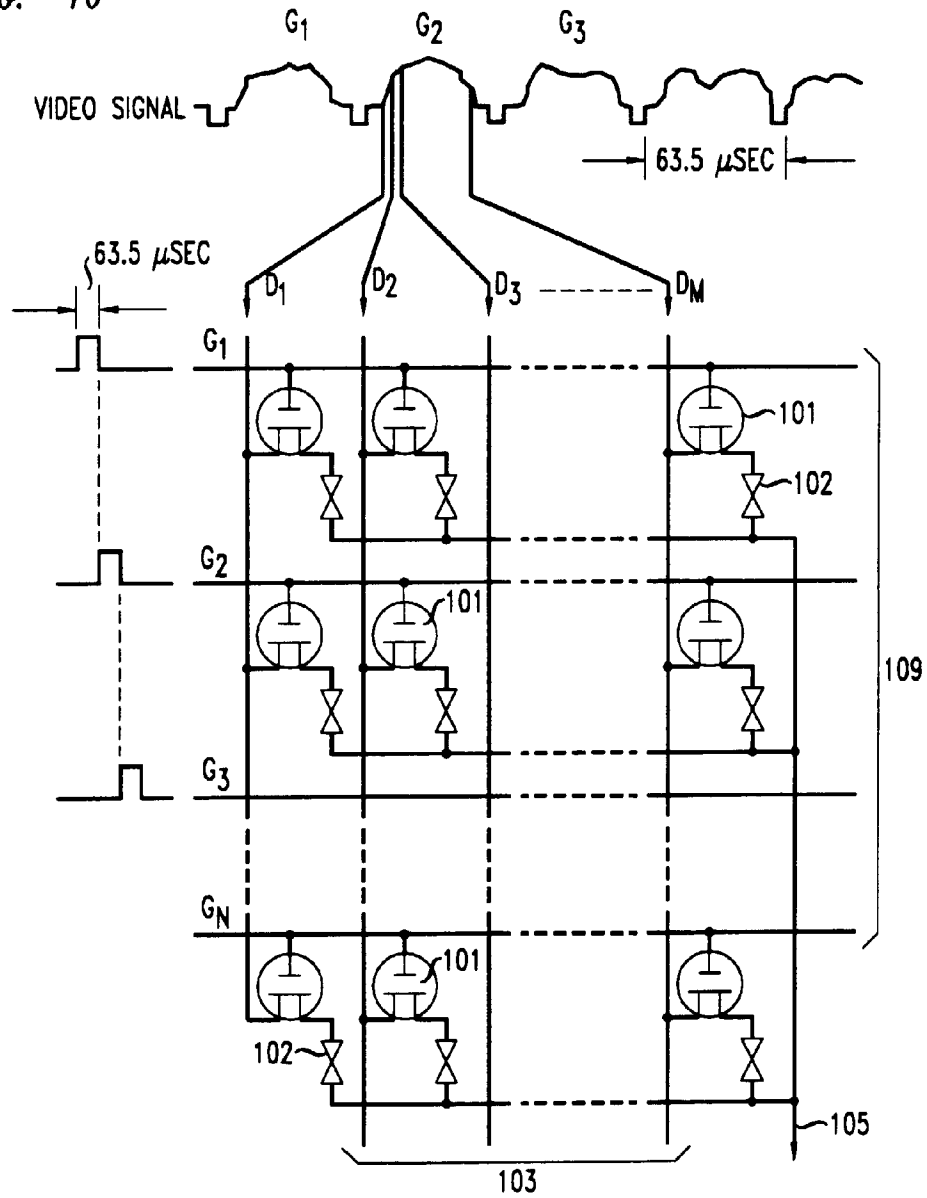 G₁ G₂ G₃
VIDEO SIGNAL
63.5 μSEC
63.5 μSEC
D₁ D₂ D₃ Dₘ
G₁
101
102
G₂
101
109
G₃
G_N
101
102
105
103